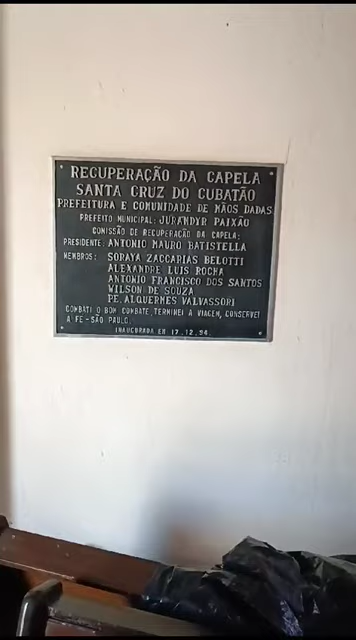 RECUPERAÇÃO DA CAPELA
SANTA CRUZ DO CUBATÃO
PREFEITURA E COMUNIDADE DE MÃOS DADAS
PREFEITO MUNICIPAL: JURANDYR PAIXÃO
COMISSÃO DE RECUPERAÇÃO DA CAPELA:
PRESIDENTE: ANTONIO MAURO BATISTELLA
MEMBROS: SORAYA ZACCARIAS BELOTTI
ALEXANDRE LUIS ROCHA
ANTONIO FRANCISCO DOS SANTOS
WILSON DE SOUZA
PE. ALQUERMES VALVASSORI
COMBATI O BOM COMBATE, TERMINEI A VIAGEM, CONSERVEI
A FÉ - SÃO PAULO.
INAUGURADA EM 17.12.94.